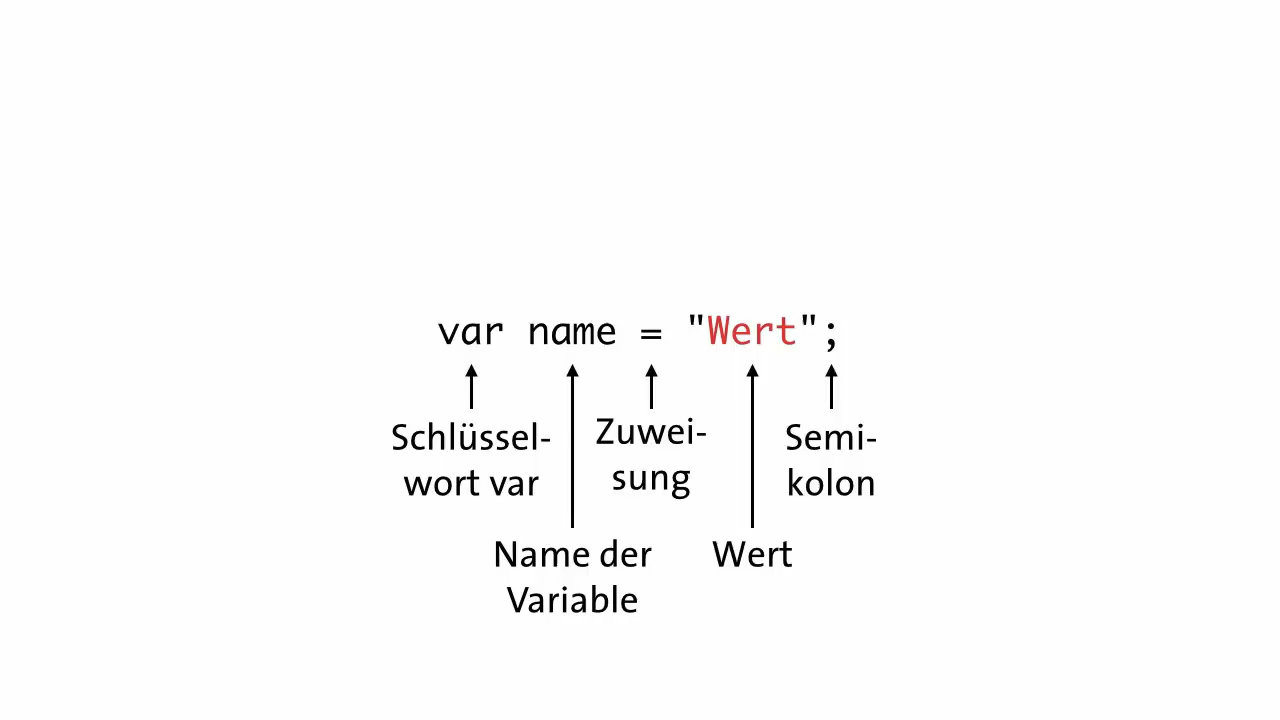 var name = "Wert";
Schlüssel-
wort var
Zuwei-
sung
Semi-
kolon
Name der
Variable
Wert